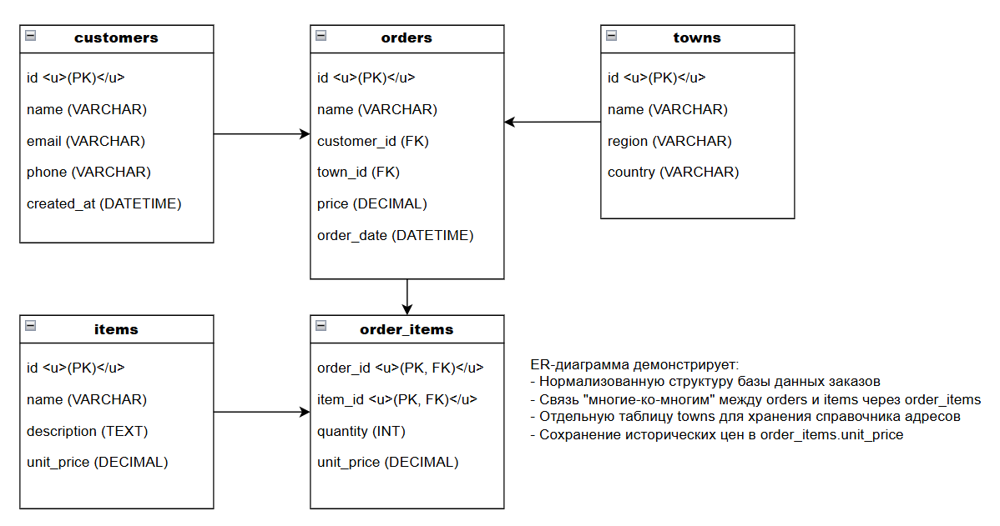 customers
id <u>(PK)</u>
name (VARCHAR)
email (VARCHAR)
phone (VARCHAR)
created_at (DATETIME)
orders
id <u>(PK)</u>
name (VARCHAR)
customer_id (FK)
town_id (FK)
price (DECIMAL)
order_date (DATETIME)
towns
id <u>(PK)</u>
name (VARCHAR)
region (VARCHAR)
country (VARCHAR)
items
id <u>(PK)</u>
name (VARCHAR)
description (TEXT)
unit_price (DECIMAL)
order_items
order_id <u>(PK, FK)</u>
item_id <u>(PK, FK)</u>
quantity (INT)
unit_price (DECIMAL)
ER-диаграмма демонстрирует:
- Нормализованную структуру базы данных заказов
- Связь "многие-ко-многим" между orders и items через order_items
- Отдельную таблицу towns для хранения справочника адресов
- Сохранение исторических цен в order_items.unit_price